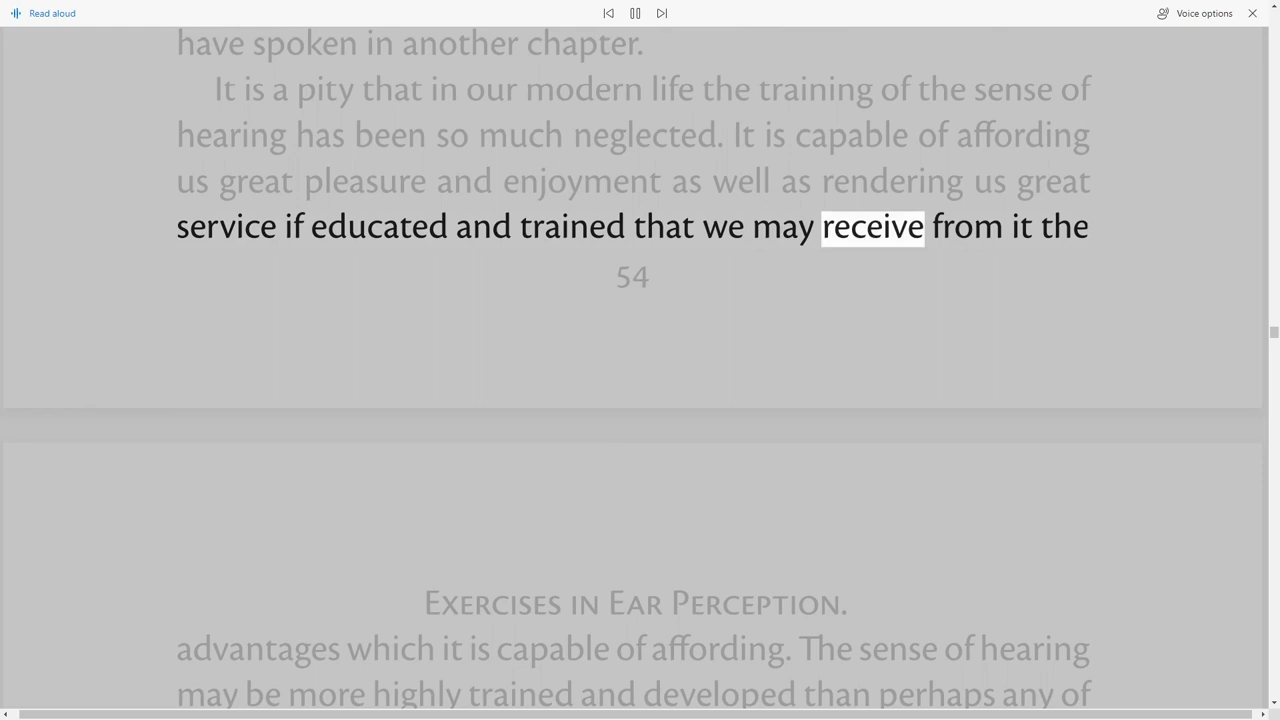 Read aloud
Voice options
have spoken in another chapter.
It is a pity that in our modern life the training of the sense of
hearing has been so much neglected. It is capable of affording
us great pleasure and enjoyment as well as rendering us great
service if educated and trained that we may receive from it the
54
Exercises in Ear Perception.
advantages which it is capable of affording. The sense of hearing
may be more highly trained and developed than perhaps any of